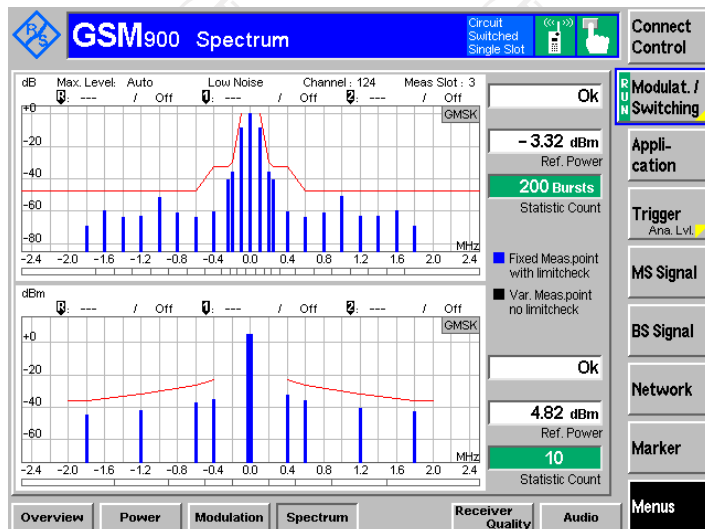 R&S
GSM900 Spectrum
Circuit
Switched
Single Slot
Connect
Control
dB Max. Level: Auto Low Noise Channel : 124 Meas Slot : 3
R: --- / Off 1: --- / Off 2: --- / Off
GMSK
+0
-20
-40
-60
-80
MHz
-2.4 -2.0 -1.6 -1.2 -0.8 -0.4 0.0 0.4 0.8 1.2 1.6 2.0 2.4
Ok
– 3.32 dBm
Ref. Power
200 Bursts
Statistic Count
Fixed Meas.point
with limitcheck
Var. Meas.point
no limitcheck
dBm
R: --- / Off 1: --- / Off 2: --- / Off
GMSK
+0
-20
-40
-60
MHz
-2.4 -2.0 -1.6 -1.2 -0.8 -0.4 0.0 0.4 0.8 1.2 1.6 2.0 2.4
Ok
4.82 dBm
Ref. Power
10
Statistic Count
RUN
Modulat. /
Switching
Appli-
cation
Trigger
Ana. Lvl.
MS Signal
BS Signal
Network
Marker
Menus
Overview
Power
Modulation
Spectrum
Receiver
Quality
Audio